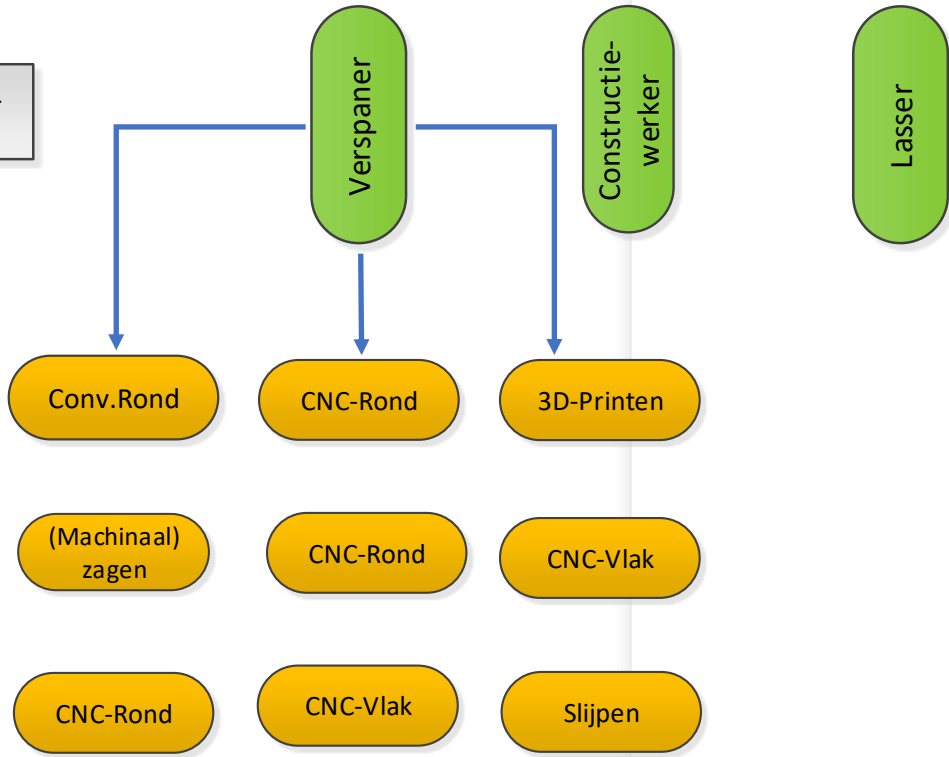 Verspaner
Constructie-
werker
Lasser
Conv.Rond
CNC-Rond
3D-Printen
(Machinaal)
zagen
CNC-Rond
CNC-Vlak
CNC-Rond
CNC-Vlak
Slijpen